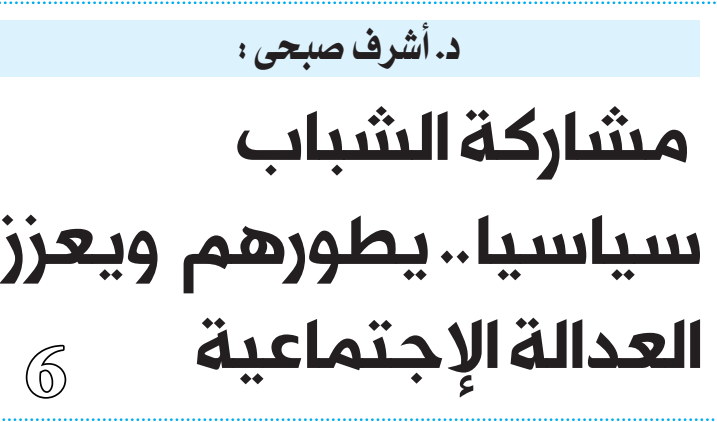 د. أشرف صبحى :
مشاركة الشباب
سياسيا.. يطورهم ويعزز
العدالة الإجتماعية
6